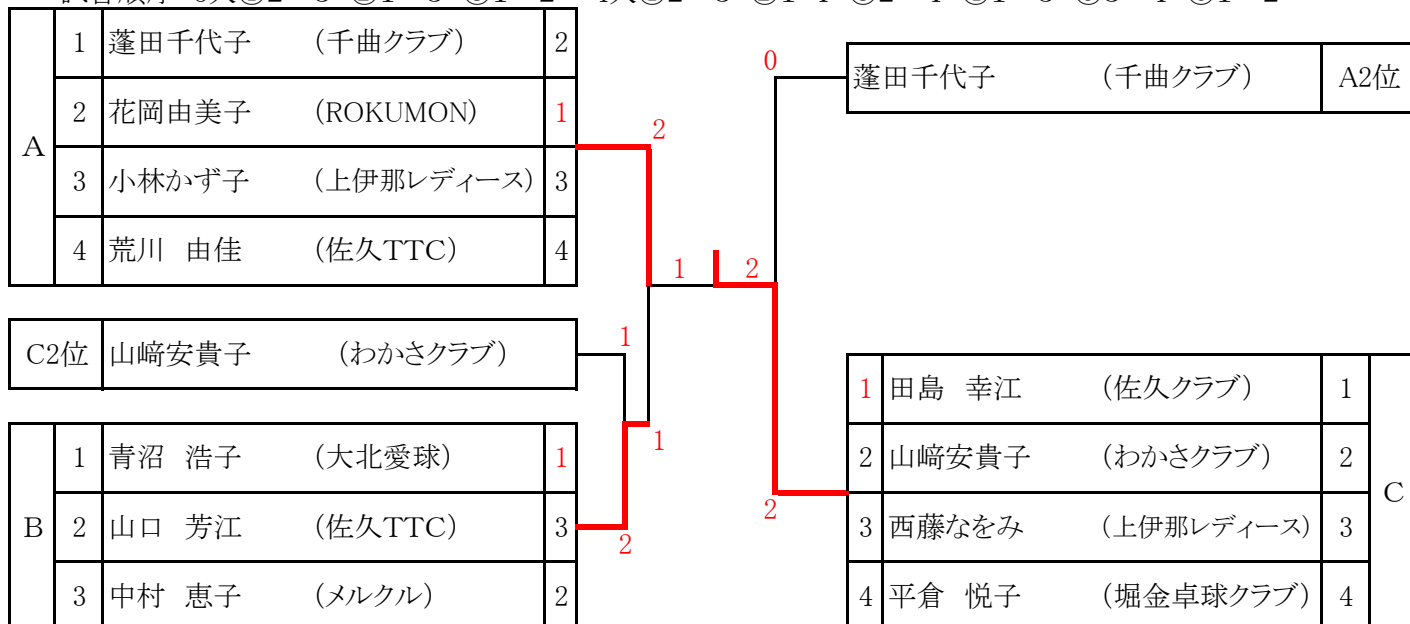 1 蓬田千代子 (千曲クラブ) 2
2 花岡由美子 (ROKUMON) 1
A
3 小林かず子 (上伊那レディース) 3
4 荒川 由佳 (佐久TTC) 4
C2位 山﨑安貴子 (わかさクラブ)
1 青沼 浩子 (大北愛球) 1
B 2 山口 芳江 (佐久TTC) 3
3 中村 恵子 (メルクル) 2
2
1
1
2
1
2
0
2
蓬田千代子 (千曲クラブ) A2位
1 田島 幸江 (佐久クラブ) 1
2 山﨑安貴子 (わかさクラブ) 2
C
3 西藤なをみ (上伊那レディース) 3
4 平倉 悦子 (堀金卓球クラブ) 4